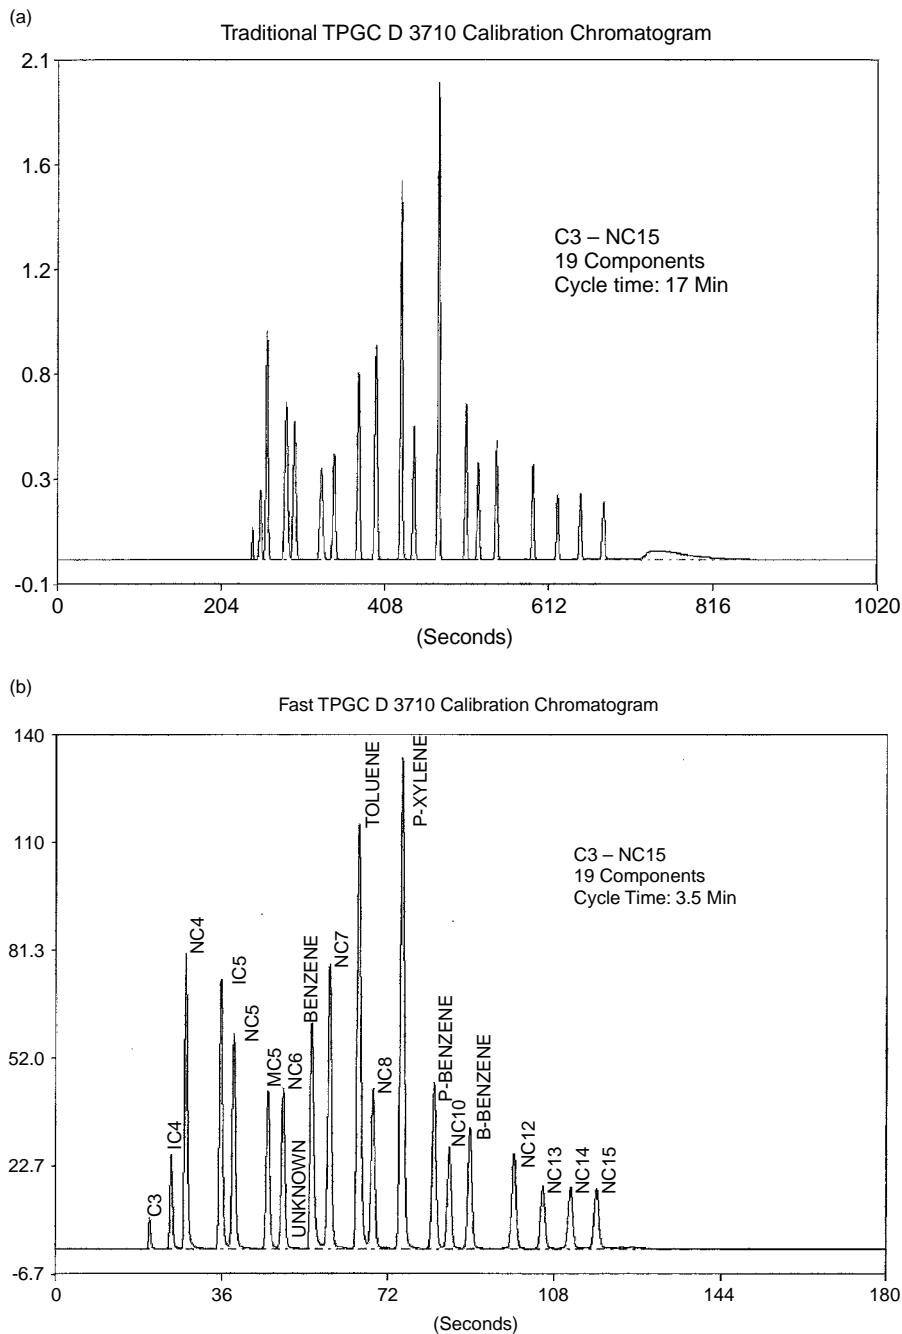 (a)
Traditional TPGC D 3710 Calibration Chromatogram
2.1
1.6
1.2
0.8
0.3
-0.1
C3 – NC15
19 Components
Cycle time: 17 Min
0 204 408 612 816 1020
(Seconds)
(b)
Fast TPGC D 3710 Calibration Chromatogram
140
110
81.3
52.0
22.7
-6.7
C3
IC4
NC4
IC5
NC5
MC5
NC6
UNKNOWN
BENZENE
NC7
TOLUENE
NC8
P-XYLENE
P-BENZENE
NC10
B-BENZENE
NC12
NC13
NC14
NC15
C3 – NC15
19 Components
Cycle Time: 3.5 Min
0 36 72 108 144 180
(Seconds)